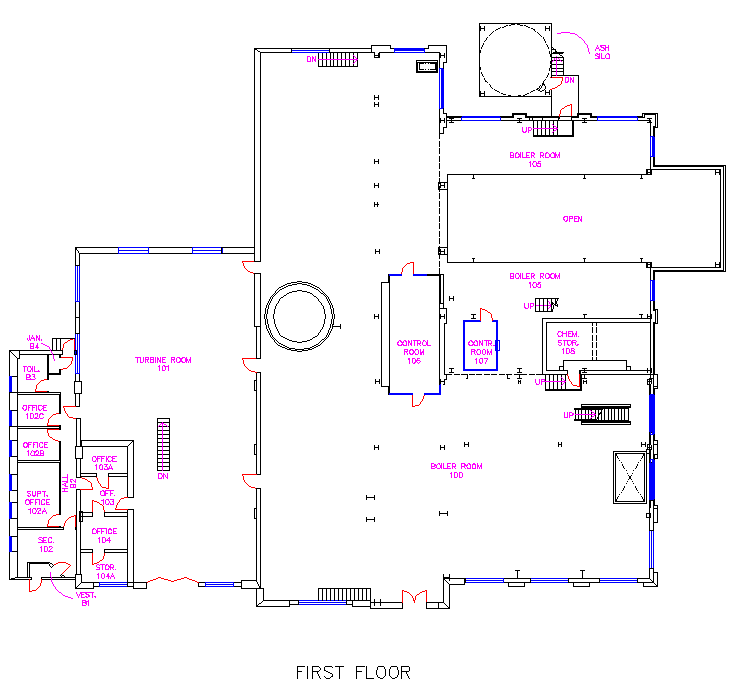 DN
ASH
SILO
DN
UP
BOILER ROOM
105
OPEN
BOILER ROOM
105
UP
JAN.
B4
TURBINE ROOM
101
CONTROL
ROOM
106
CONTR.
ROOM
107
CHEM.
STOR.
108
TOIL.
B3
UP
OFFICE
102C
UP
OFFICE
102B
OFFICE
103A
BOILER ROOM
100
DN
HALL
B2
SUPT.
OFFICE
102A
OFF.
103
OFFICE
104
SEC.
102
STOR.
104A
VEST.
B1
FIRST FLOOR